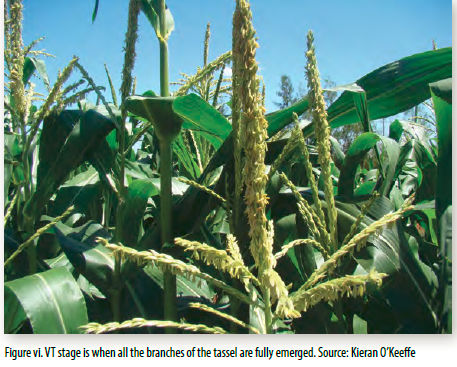 Figure vi. VT stage is when all the branches of the tassel are fully emerged. Source: Kieran O'Keeffe